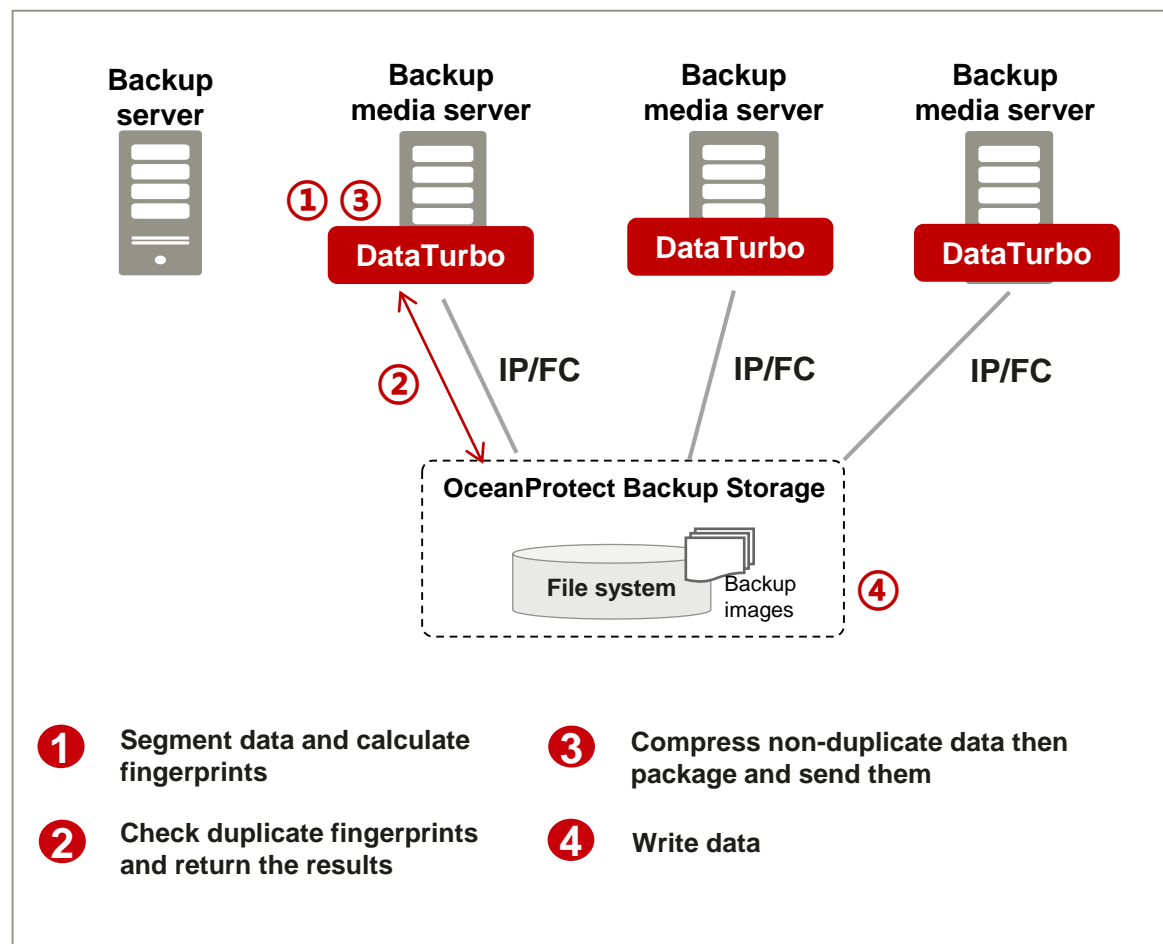 Backup
server
Backup
media server
Backup
media server
Backup
media server
① ③
DataTurbo
DataTurbo
DataTurbo
②
IP/FC
IP/FC
IP/FC
OceanProtect Backup Storage
File system
Backup
images
④
1 Segment data and calculate
fingerprints
2 Check duplicate fingerprints
and return the results
3 Compress non-duplicate data then
package and send them
4 Write data